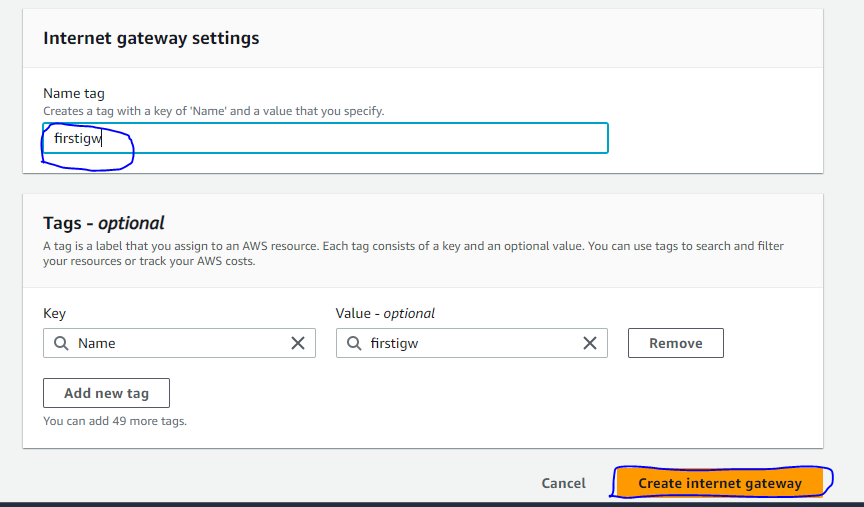 Internet gateway settings
Name tag
Creates a tag with a key of 'Name' and a value that you specify.
firstigw
Tags - optional
A tag is a label that you assign to an AWS resource. Each tag consists of a key and an optional value. You can use tags to search and filter
your resources or track your AWS costs.
Key Value - optional
Name firstigw Remove
Add new tag
You can add 49 more tags.
Cancel Create internet gateway